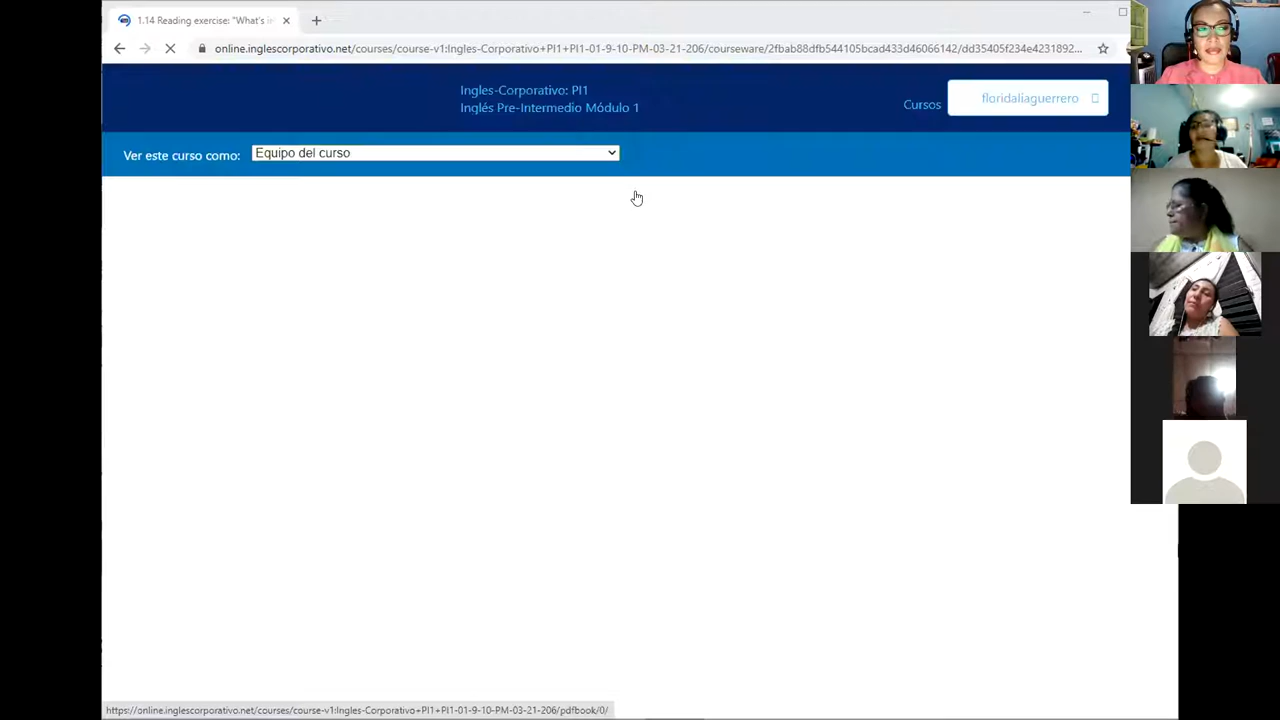 1.14 Reading exercise: "What's i
online.inglescorporativo.net/courses/course-v1:Ingles-Corporativo+PI1+PI1-01-9-10-PM-03-21-206/courseware/2fbab88dfb544105bcad433d46066142/dd35405f234e4231892...
Ingles-Corporativo: PI1
Inglés Pre-Intermedio Módulo 1
Cursos
floridaliaguerrero
Ver este curso como:
Equipo del curso
https://online.inglescorporativo.net/courses/course-v1:Ingles-Corporativo+PI1+PI1-01-9-10-PM-03-21-206/pdfbook/0/